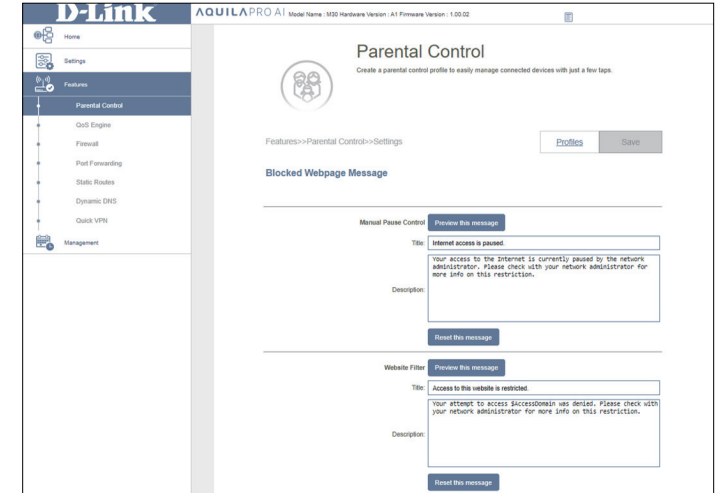 D-Link
AQUILA PRO AI Model Name : M30 Hardware Version : A1 Firmware Version : 1.00.02
Home
Settings
Features
Parental Control
QoS Engine
Firewall
Port Forwarding
Static Routes
Dynamic DNS
Quick VPN
Management
Parental Control
Create a parental control profile to easily manage connected devices with just a few taps.
Features>>Parental Control>>Settings
Profiles
Save
Blocked Webpage Message
Manual Pause Control
Preview this message
Title:
Internet access is paused.
Description:
Your access to the Internet is currently paused by the network
administrator. Please check with your network administrator for
more info on this restriction.
Reset this message
Website Filter
Preview this message
Title:
Access to this website is restricted.
Description:
Your attempt to access $AccessDomain was denied. Please check with
your network administrator for more info on this restriction.
Reset this message